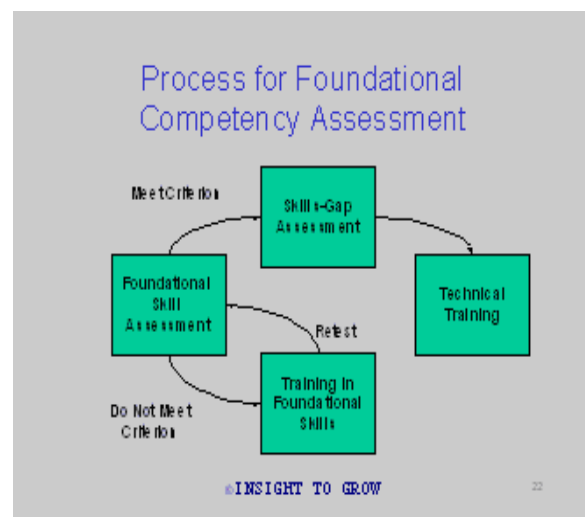 Process for Foundational
Competency Assessment
Meet Criterion
Skills-Gap
Assessment
Foundational
Skill
Assessment
Technical
Training
Retest
Training in
Foundational
Skills
Do Not Meet
Criterion
©INSIGHT TO GROW
22